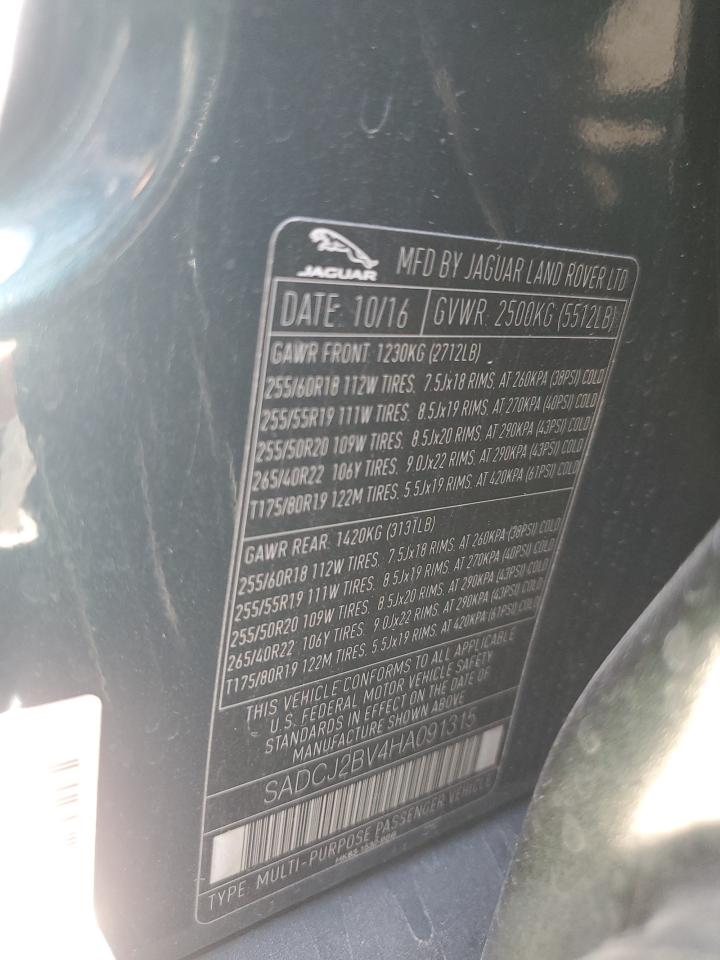 JAGUAR
MFD BY JAGUAR LAND ROVER LTD
DATE: 10/16 GVWR 2500KG (5512LB)
GAWR FRONT 1230KG (2712LB)
255/60R18 112W TIRES, 7.5Jx18 RIMS, AT 260KPA (38PSI) COLD
255/55R19 111W TIRES, 8.5Jx19 RIMS, AT 270KPA (40PSI) COLD
255/50R20 109W TIRES, 8.5Jx20 RIMS, AT 290KPA (43PSI) COLD
265/40R22 106Y TIRES, 9.0Jx22 RIMS, AT 290KPA (43PSI) COLD
T175/80R19 122M TIRES, 5.5Jx19 RIMS, AT 420KPA (61PSI) COLD
GAWR REAR 1420KG (3131LB)
255/60R18 112W TIRES, 7.5Jx18 RIMS, AT 260KPA (38PSI) COLD
255/55R19 111W TIRES, 8.5Jx19 RIMS, AT 270KPA (40PSI) COLD
255/50R20 109W TIRES, 8.5Jx20 RIMS, AT 290KPA (43PSI) COLD
265/40R22 106Y TIRES, 9.0Jx22 RIMS, AT 290KPA (43PSI) COLD
T175/80R19 122M TIRES, 5.5Jx19 RIMS, AT 420KPA (61PSI) COLD
THIS VEHICLE CONFORMS TO ALL APPLICABLE
U.S. FEDERAL MOTOR VEHICLE SAFETY
STANDARDS IN EFFECT ON THE DATE OF
MANUFACTURE SHOWN ABOVE
SADCJ2BV4HA091315
TYPE: MULTI-PURPOSE PASSENGER VEHICLE